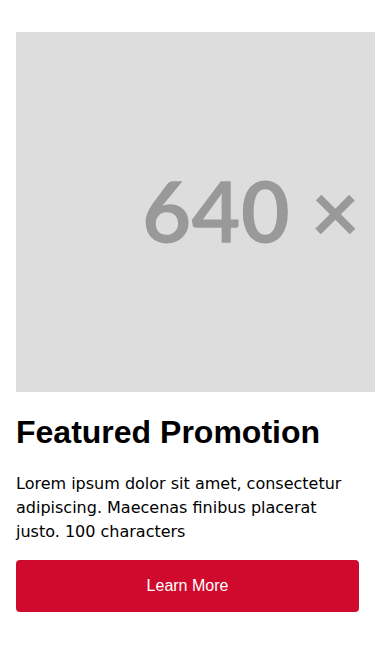 640 ×
Featured Promotion
Lorem ipsum dolor sit amet, consectetur
adipiscing. Maecenas finibus placerat
justo. 100 characters
Learn More